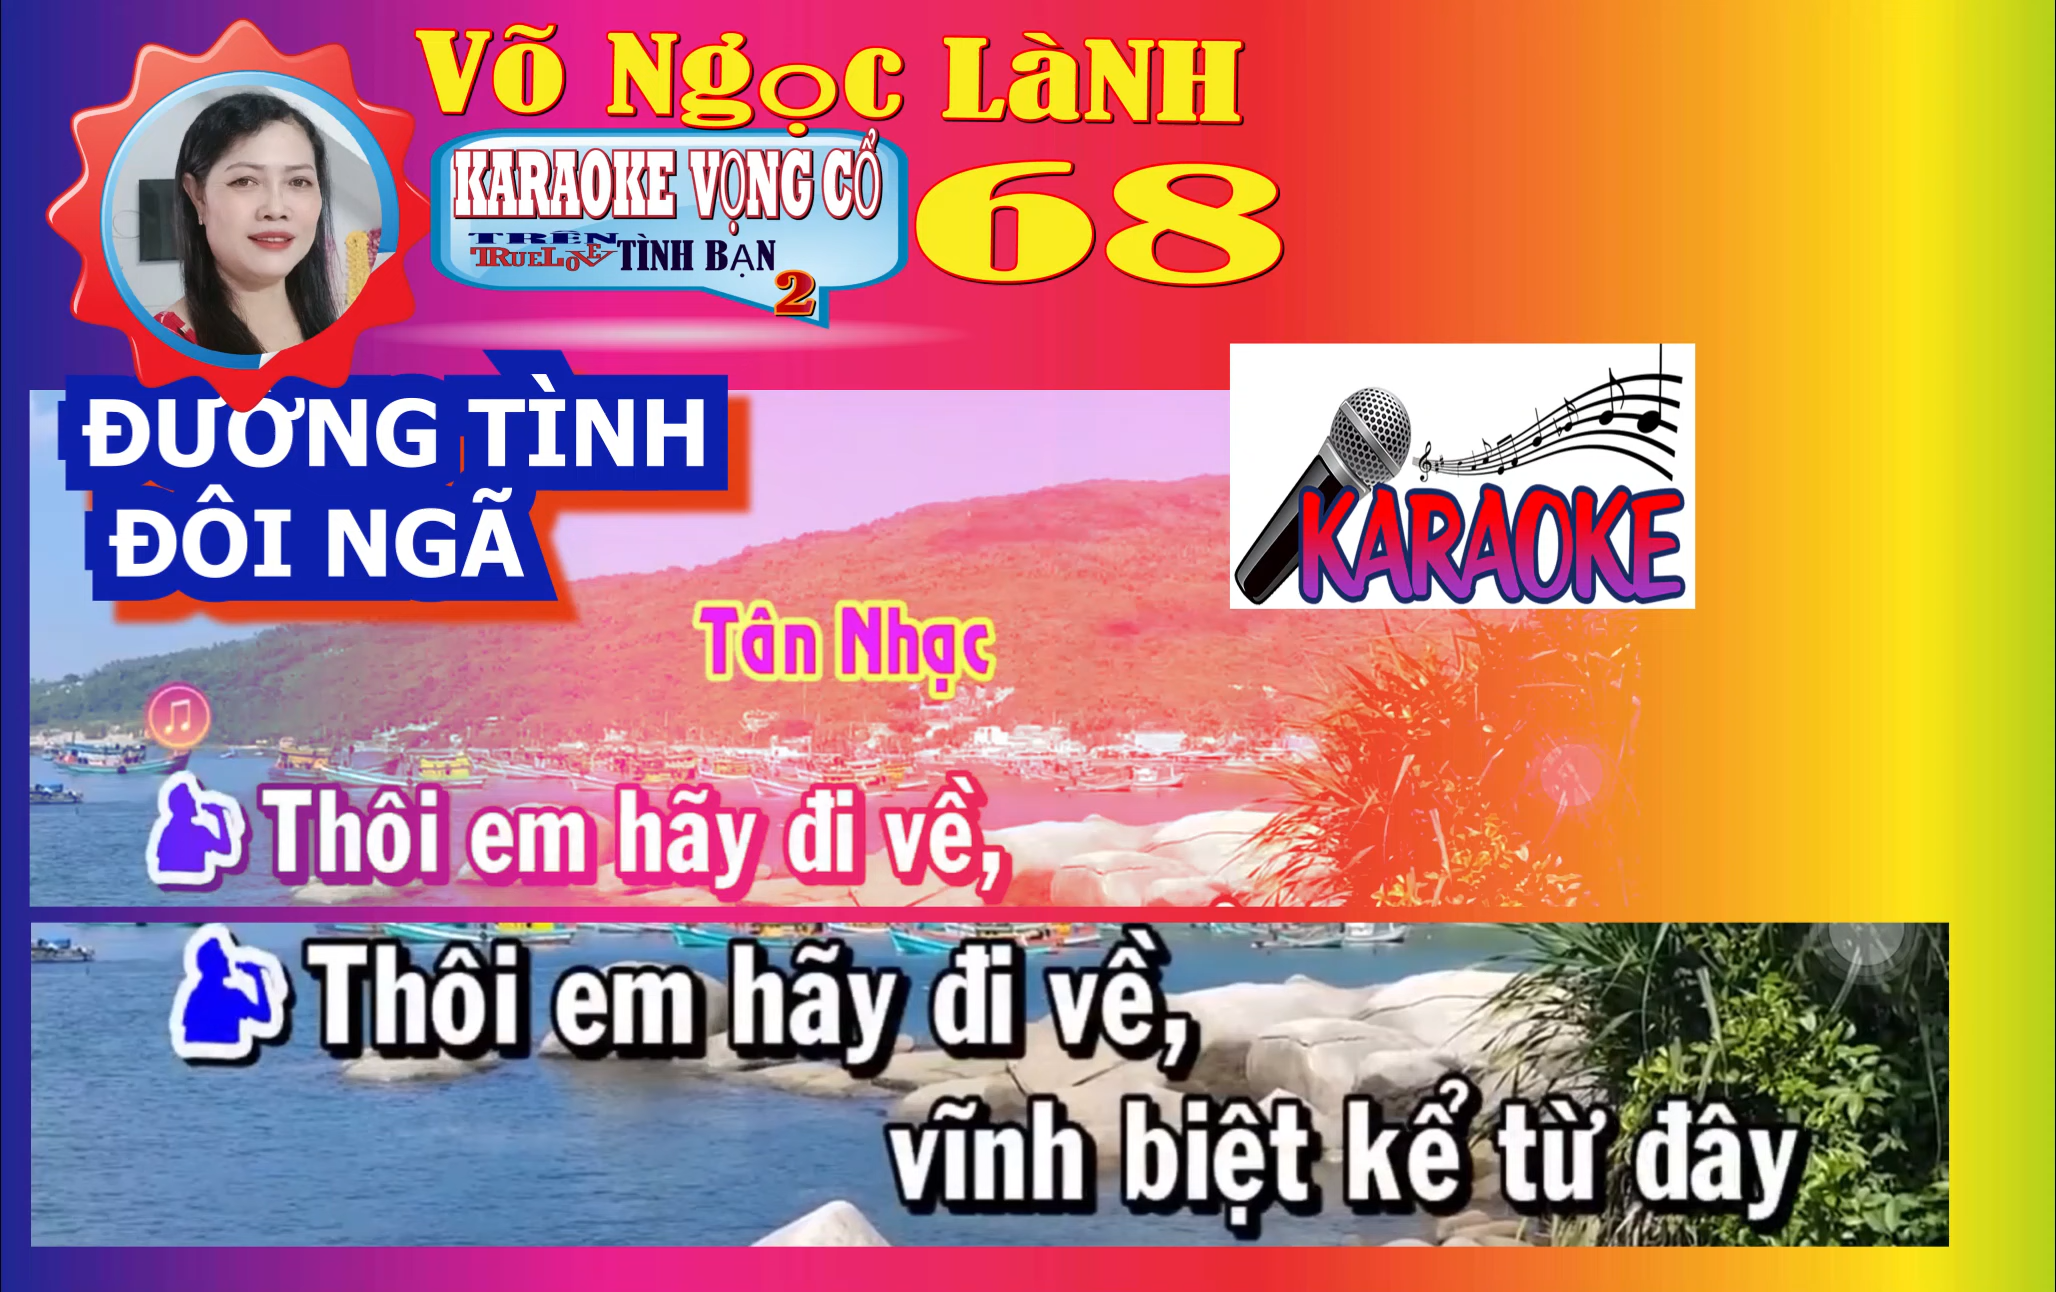 Võ Ngọc LàNH
KARAOKE VỌNG CỔ
68
TRÊN
TRUELOVE TÌNH BẠN
2
ĐƯỜNG TÌNH
ĐÔI NGÃ
KARAOKE
Tân Nhạc
Thôi em hãy đi về,
Thôi em hãy đi về,
vĩnh biệt kể từ đây